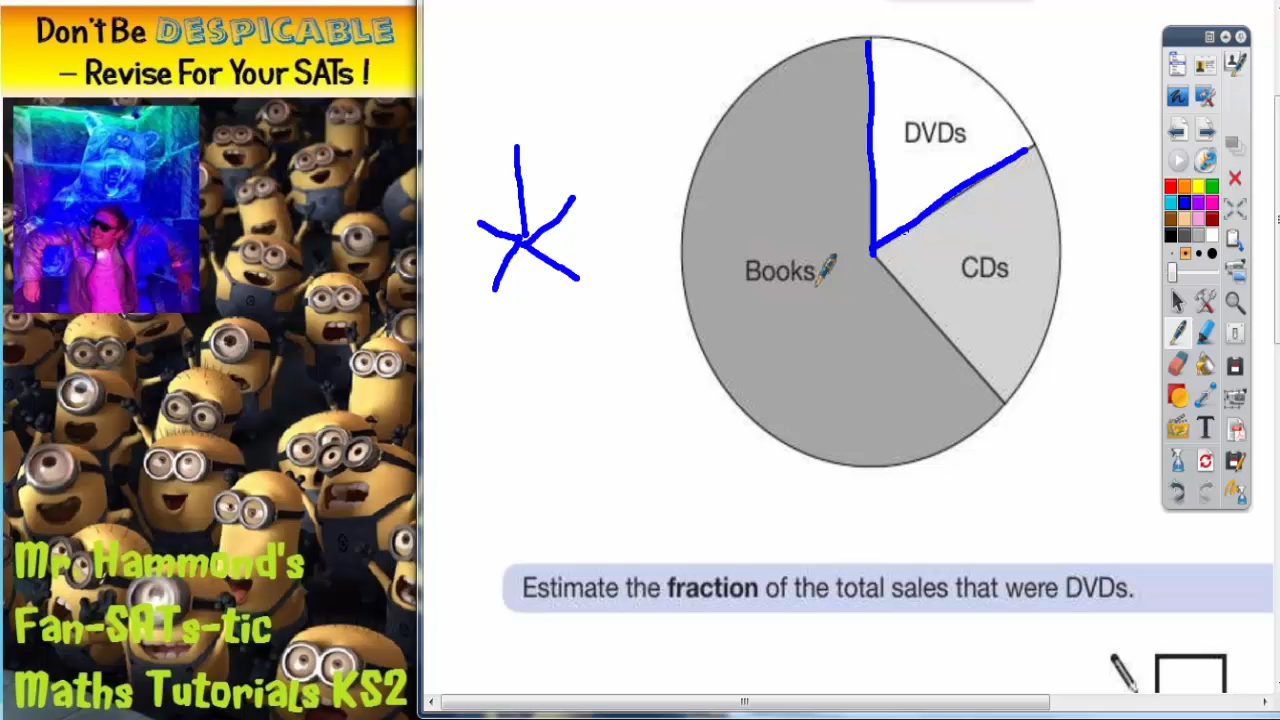 Don't Be DESPICABLE
– Revise For Your SATs !
Mr. Hammond's
Fan-SATs-tic
Maths Tutorials KS2
DVDs
Books
CDs
Estimate the fraction of the total sales that were DVDs.
T